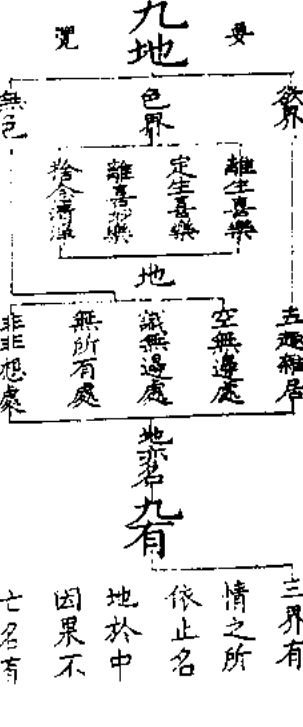 九地
要覽
欲界
色界
無色
離生喜樂
定生喜樂
離喜妙樂
捨念清淨
地
五趣雜居
空無邊處
識無邊處
無所有處
非非想處
地亦名
九有
三界有
情之所
依止名
地於中
因果不
亡名有